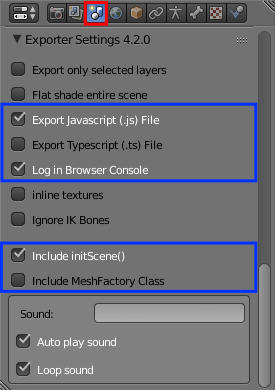 Exporter Settings 4.2.0
Export only selected layers
Flat shade entire scene
Export Javascript (.js) File
Export Typescript (.ts) File
Log in Browser Console
inline textures
Ignore IK Bones
Include initScene()
Include MeshFactory Class
Sound:
Auto play sound
Loop sound